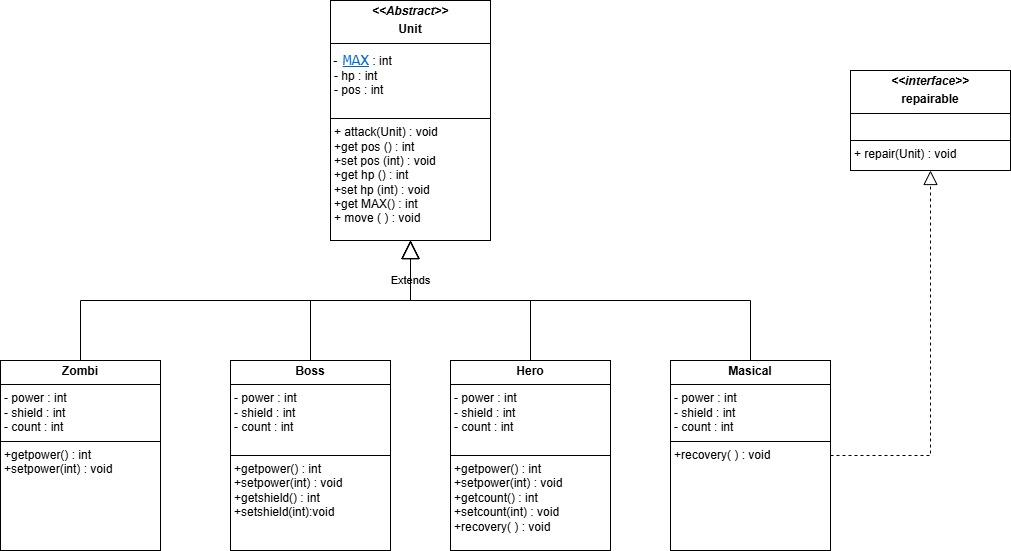 <<Abstract>>
Unit
- MAX : int
- hp : int
- pos : int
+ attack(Unit) : void
+get pos () : int
+set pos (int) : void
+get hp () : int
+set hp (int) : void
+get MAX() : int
+ move ( ) : void
<<interface>>
repairable
+ repair(Unit) : void
Extends
Zombi
- power : int
- shield : int
- count : int
+getpower() : int
+setpower(int) : void
Boss
- power : int
- shield : int
- count : int
+getpower() : int
+setpower(int) : void
+getshield() : int
+setshield(int):void
Hero
- power : int
- shield : int
- count : int
+getpower() : int
+setpower(int) : void
+getcount() : int
+setcount(int) : void
+recovery( ) : void
Masical
- power : int
- shield : int
- count : int
+recovery( ) : void